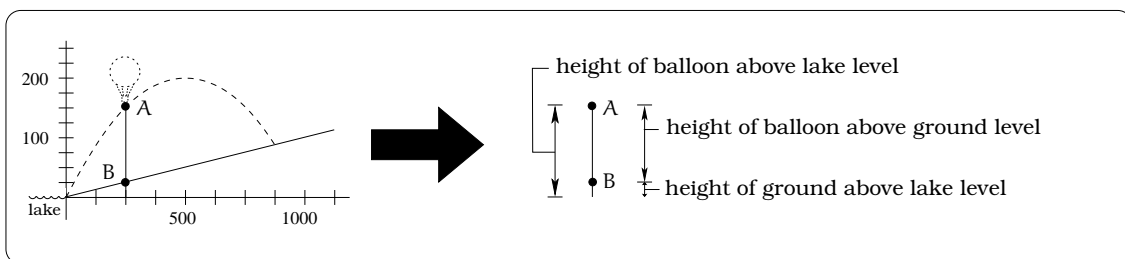 200
100
A
B
lake
500
1000
height of balloon above lake level
A
height of balloon above ground level
B
height of ground above lake level